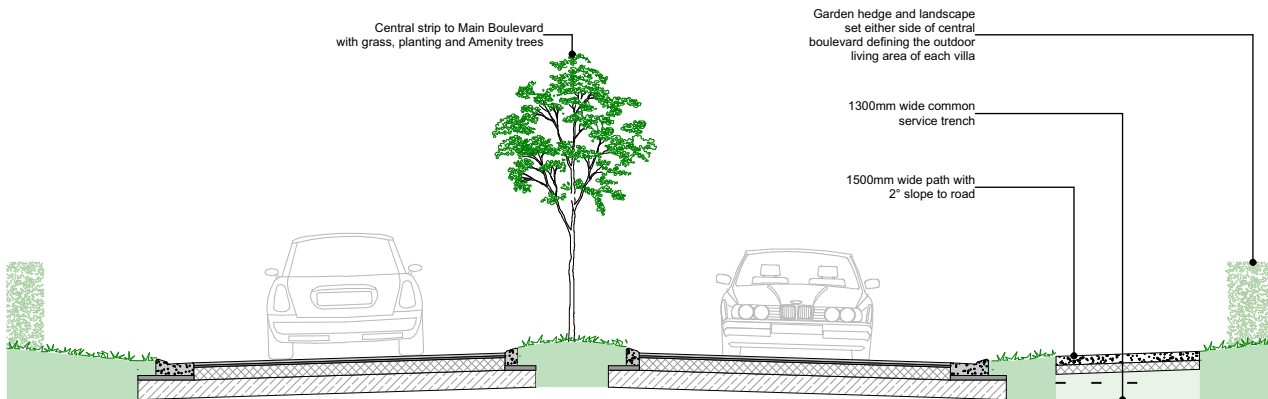 Central strip to Main Boulevard
with grass, planting and Amenity trees
Garden hedge and landscape
set either side of central
boulevard defining the outdoor
living area of each villa
1300mm wide common
service trench
1500mm wide path with
2° slope to road